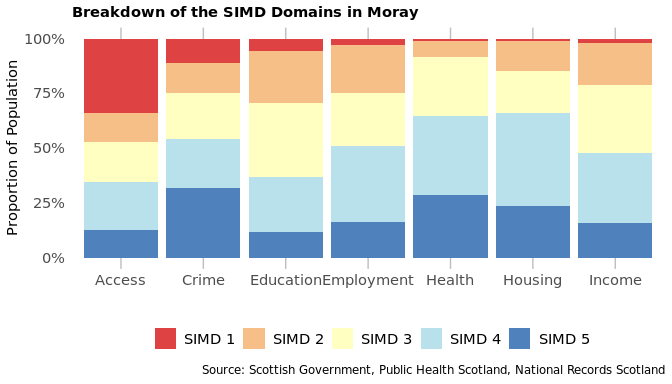 Breakdown of the SIMD Domains in Moray
Proportion of Population
100%
75%
50%
25%
0%
Access Crime Education Employment Health Housing Income
SIMD 1 SIMD 2 SIMD 3 SIMD 4 SIMD 5
Source: Scottish Government, Public Health Scotland, National Records Scotland